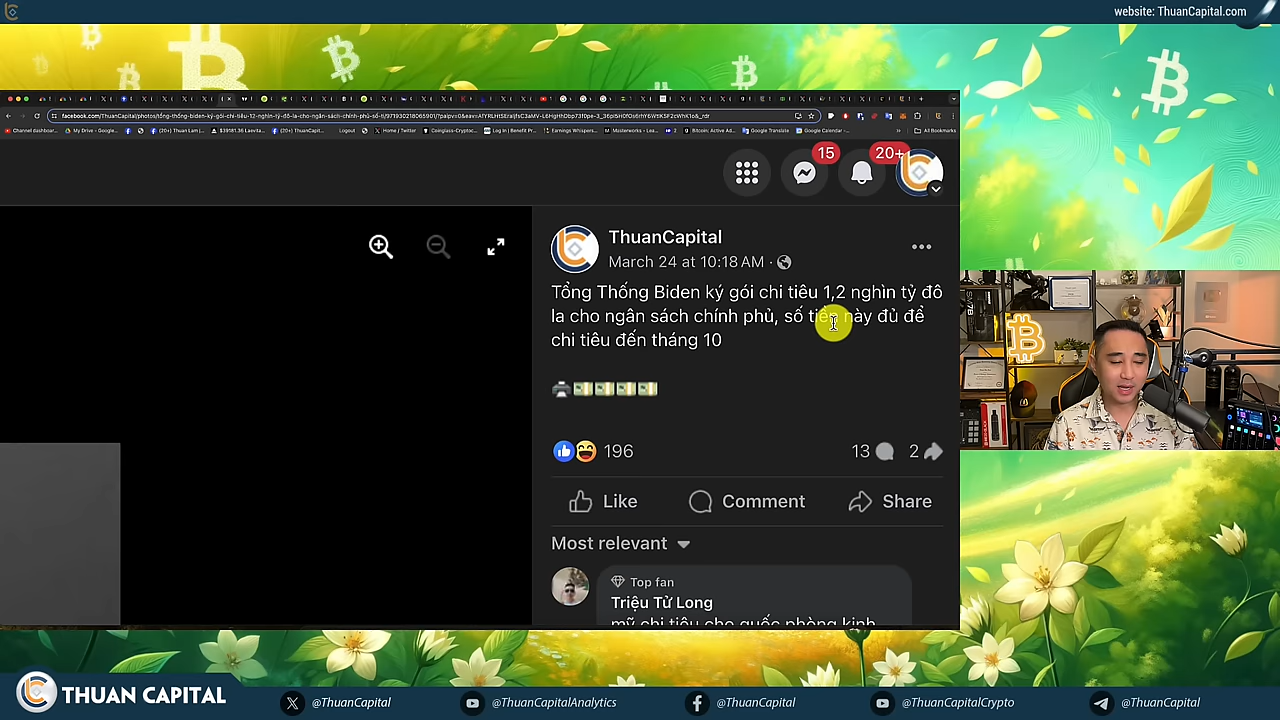 website: ThuanCapital.com
15
20+
ThuanCapital
March 24 at 10:18 AM ·
Tổng Thống Biden ký gói chi tiêu 1,2 nghìn tỷ đô
la cho ngân sách chính phủ, số tiền này đủ để
chi tiêu đến tháng 10
196
13
2
Like
Comment
Share
Most relevant
Top fan
Triệu Tử Long
mỹ chi tiêu cho quốc phòng kinh
THUAN CAPITAL
@ThuanCapital
@ThuanCapitalAnalytics
@ThuanCapital
@ThuanCapitalCrypto
@ThuanCapital